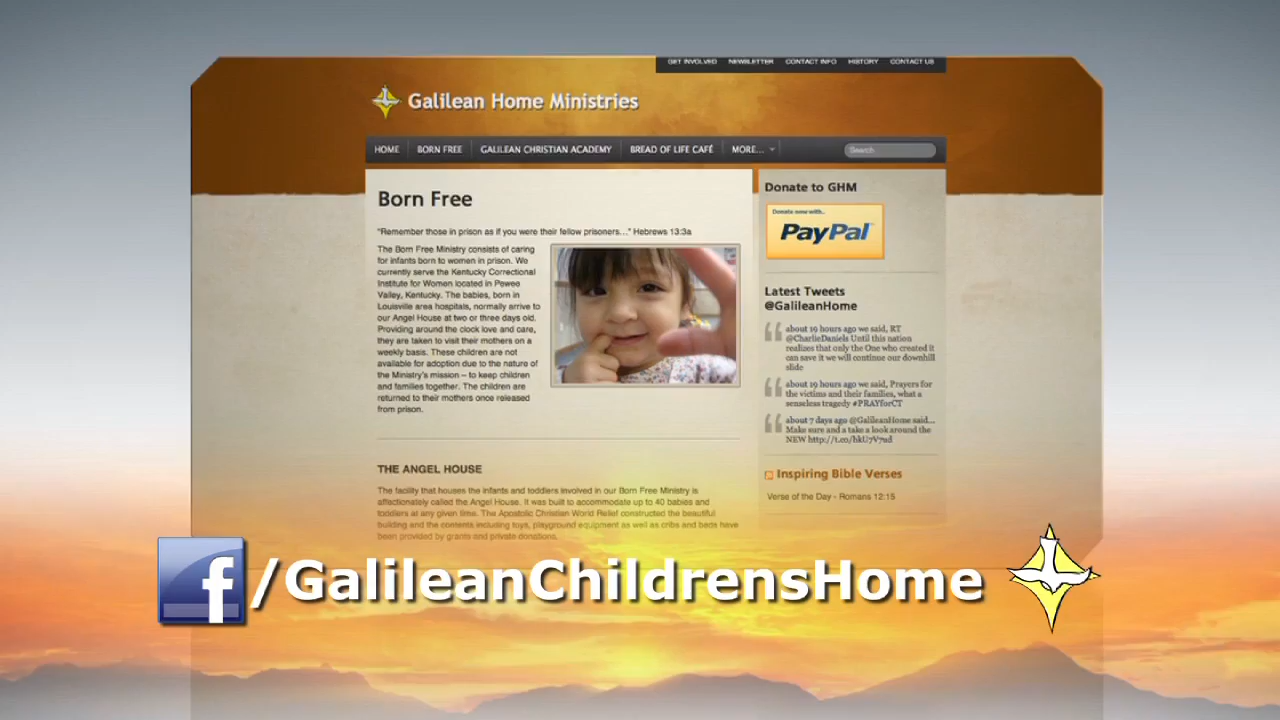 GET INVOLVED NEWSLETTER CONTACT INFO HISTORY CONTACT US
Galilean Home Ministries
HOME BORN FREE GALILEAN CHRISTIAN ACADEMY BREAD OF LIFE CAFÉ MORE... Search
Born Free
"Remember those in prison as if you were their fellow prisoners..." Hebrews 13:3a
The Born Free Ministry consists of caring
for infants born to women in prison. We
currently serve the Kentucky Correctional
Institute for Women located in Pewee
Valley, Kentucky. The babies, born in
Louisville area hospitals, normally arrive to
our Angel House at two or three days old.
Providing around the clock love and care,
they are taken to visit their mothers on a
weekly basis. These children are not
available for adoption due to the nature of
the Ministry's mission – to keep children
and families together. The children are
returned to their mothers once released
from prison.
THE ANGEL HOUSE
The facility that houses the infants and toddlers involved in our Born Free Ministry is
affectionately called the Angel House. It was built to accommodate up to 40 babies and
toddlers at any given time. The Apostolic Christian World Relief constructed the beautiful
building and the contents including toys, playground equipment as well as cribs and beds have
been provided by grants and private donations.
Donate to GHM
Donate now with..
PayPal
Latest Tweets
@GalileanHome
about 19 hours ago we said, RT
@CharlieDaniels Until this nation
realizes that only the One who created it
can save it we will continue our downhill
slide
about 19 hours ago we said, Prayers for
the victims and their families, what a
senseless tragedy #PRAYforCT
about 7 days ago @GalileanHome said...
Make sure and a take a look around the
NEW http://t.co/hkU7V7ud
Inspiring Bible Verses
Verse of the Day - Romans 12:15
f/GalileanChildrensHome